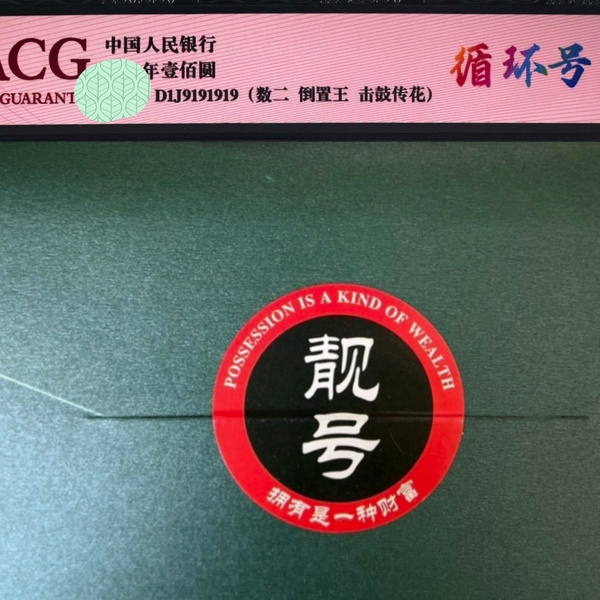 ACG
GUARANT
中国人民银行
年壹佰圆
D1J9191919（数二 倒置王 击鼓传花）
循环号
POSSESSION IS A KIND OF WEALTH
靓号
拥有是一种财富